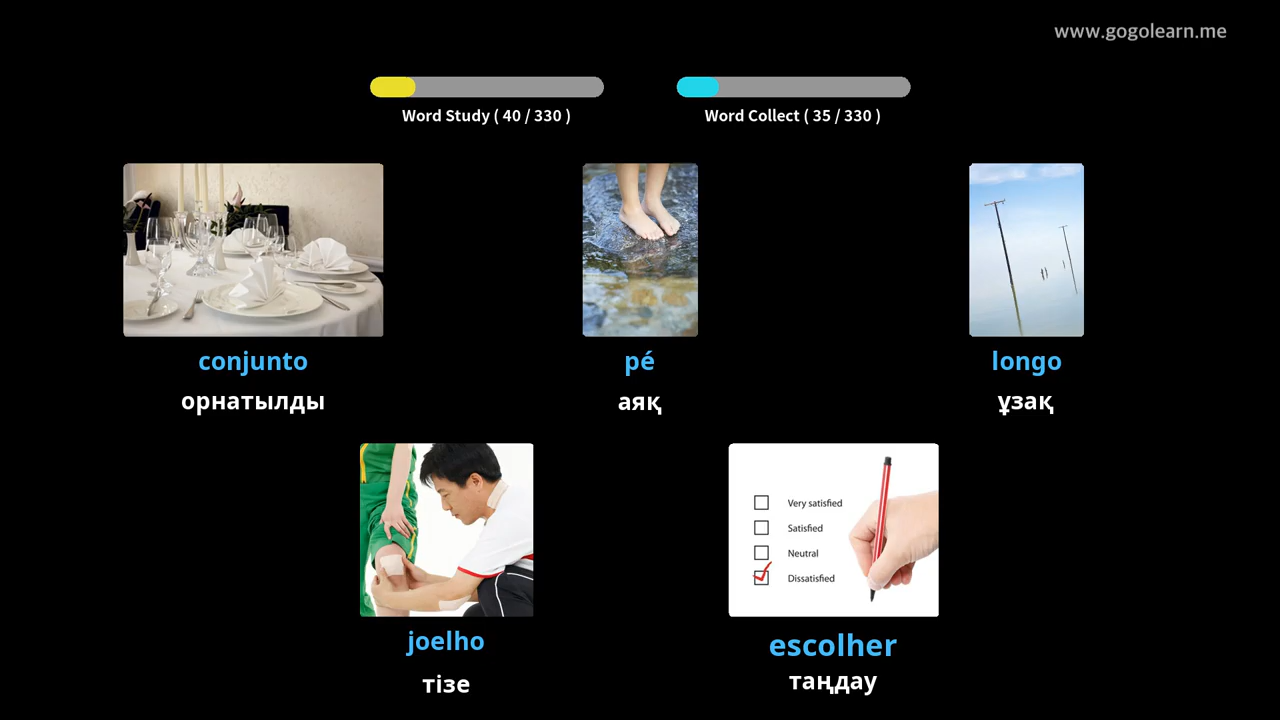 www.gogolearn.me
Word Study ( 40 / 330 )
Word Collect ( 35 / 330 )
conjunto
орнатылды
pé
аяқ
longo
ұзақ
joelho
тізе
Very satisfied
Satisfied
Neutral
Dissatisfied
escolher
таңдау